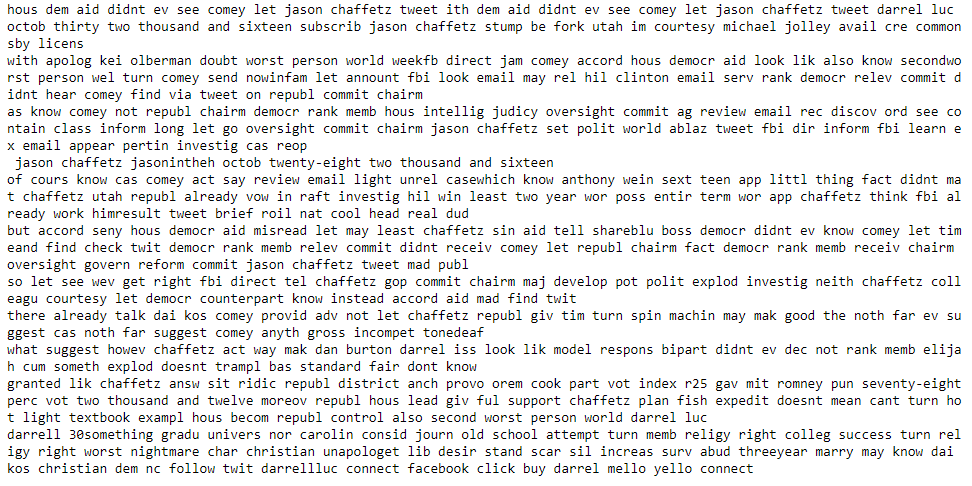 hous dem aid didnt ev see comey let jason chaffetz tweet ith dem aid didnt ev see comey let jason chaffetz tweet darrel luc
octob thirty two thousand and sixteen subscrib jason chaffetz stump be fork utah im courtesy michael jolley avail cre common
sby licens
with apolog kei olberman doubt worst person world weekfb direct jam comey accord hous democr aid look lik also know secondwo
rst person wel turn comey send nowinfam let annount fbi look email may rel hil clinton email serv rank democr relev commit d
idnt hear comey find via tweet on republ commit chairm
as know comey not republ chairm democr rank memb hous intellig judicy oversight commit ag review email rec discov ord see co
ntain class inform long let go oversight commit chairm jason chaffetz set polit world ablaz tweet fbi dir inform fbi learn e
x email appear pertin investig cas reop
 jason chaffetz jasonintheh octob twenty-eight two thousand and sixteen
of cours know cas comey act say review email light unrel casewhich know anthony wein sext teen app littl thing fact didnt ma
t chaffetz utah republ already vow in raft investig hil win least two year wor poss entir term wor app chaffetz think fbi al
ready work himresult tweet brief roil nat cool head real dud
but accord seny hous democr aid misread let may least chaffetz sin aid tell shareblu boss democr didnt ev know comey let tim
eand find check twit democr rank memb relev commit didnt receiv comey let republ chairm fact democr rank memb receiv chairm
oversight govern reform commit jason chaffetz tweet mad publ
so let see wev get right fbi direct tel chaffetz gop commit chairm maj develop pot polit explod investig neith chaffetz coll
eagu courtesy let democr counterpart know instead accord aid mad find twit
there already talk dai kos comey provid adv not let chaffetz republ giv tim turn spin machin may mak good the noth far ev su
ggest cas noth far suggest comey anyth gross incompet tonedeaf
what suggest howev chaffetz act way mak dan burton darrel iss look lik model respons bipart didnt ev dec not rank memb elija
h cum someth explod doesnt trampl bas standard fair dont know
granted lik chaffetz answ sit ridic republ district anch provo orem cook part vot index r25 gav mit romney pun seventy-eight
perc vot two thousand and twelve moreov republ hous lead giv ful support chaffetz plan fish expedit doesnt mean cant turn ho
t light textbook exampl hous becom republ control also second worst person world darrel luc
darrell 30something gradu univers nor carolin consid journ old school attempt turn memb religy right colleg success turn rel
igy right worst nightmare char christian unapologet lib desir stand scar sil increas surv abud threeyear marry may know dai
kos christian dem nc follow twit darrellluc connect facebook click buy darrel mello yello connect